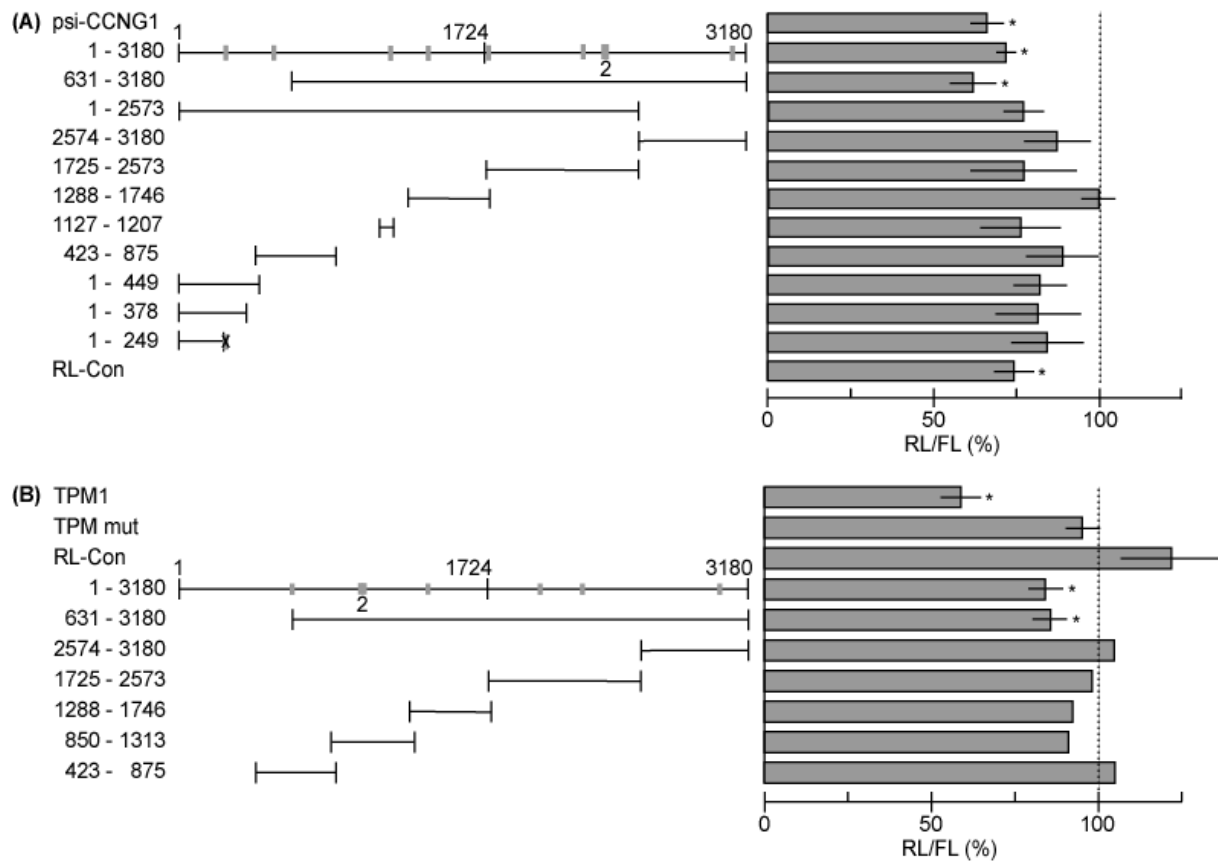 (A) psi-CCNG1
1 1724 3180
1 - 3180
2
631 - 3180
1 - 2573
2574 - 3180
1725 - 2573
1288 - 1746
1127 - 1207
423 - 875
1 - 449
1 - 378
1 - 249 X
RL-Con
* * * *
0 50 100
RL/FL (%)
(B) TPM1
TPM mut
RL-Con
1 1724 3180
1 - 3180
2
631 - 3180
2574 - 3180
1725 - 2573
1288 - 1746
850 - 1313
423 - 875
* * *
0 50 100
RL/FL (%)